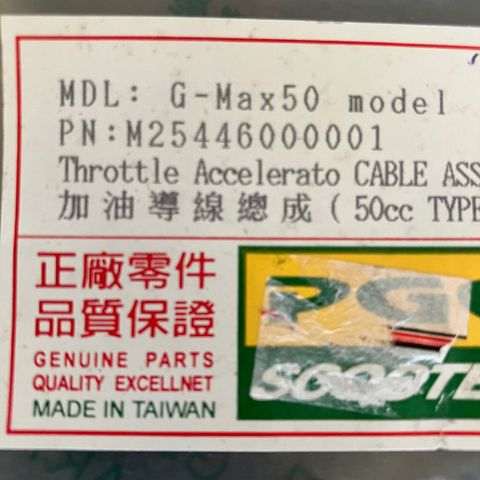 MDL: G-Max50 model
PN:M25446000001
Throttle Accelerato CABLE ASS
加油導線總成(50cc TYPE
正廠零件
品質保證
GENUINE PARTS
QUALITY EXCELLNET
MADE IN TAIWAN
PGO
SCOOTE